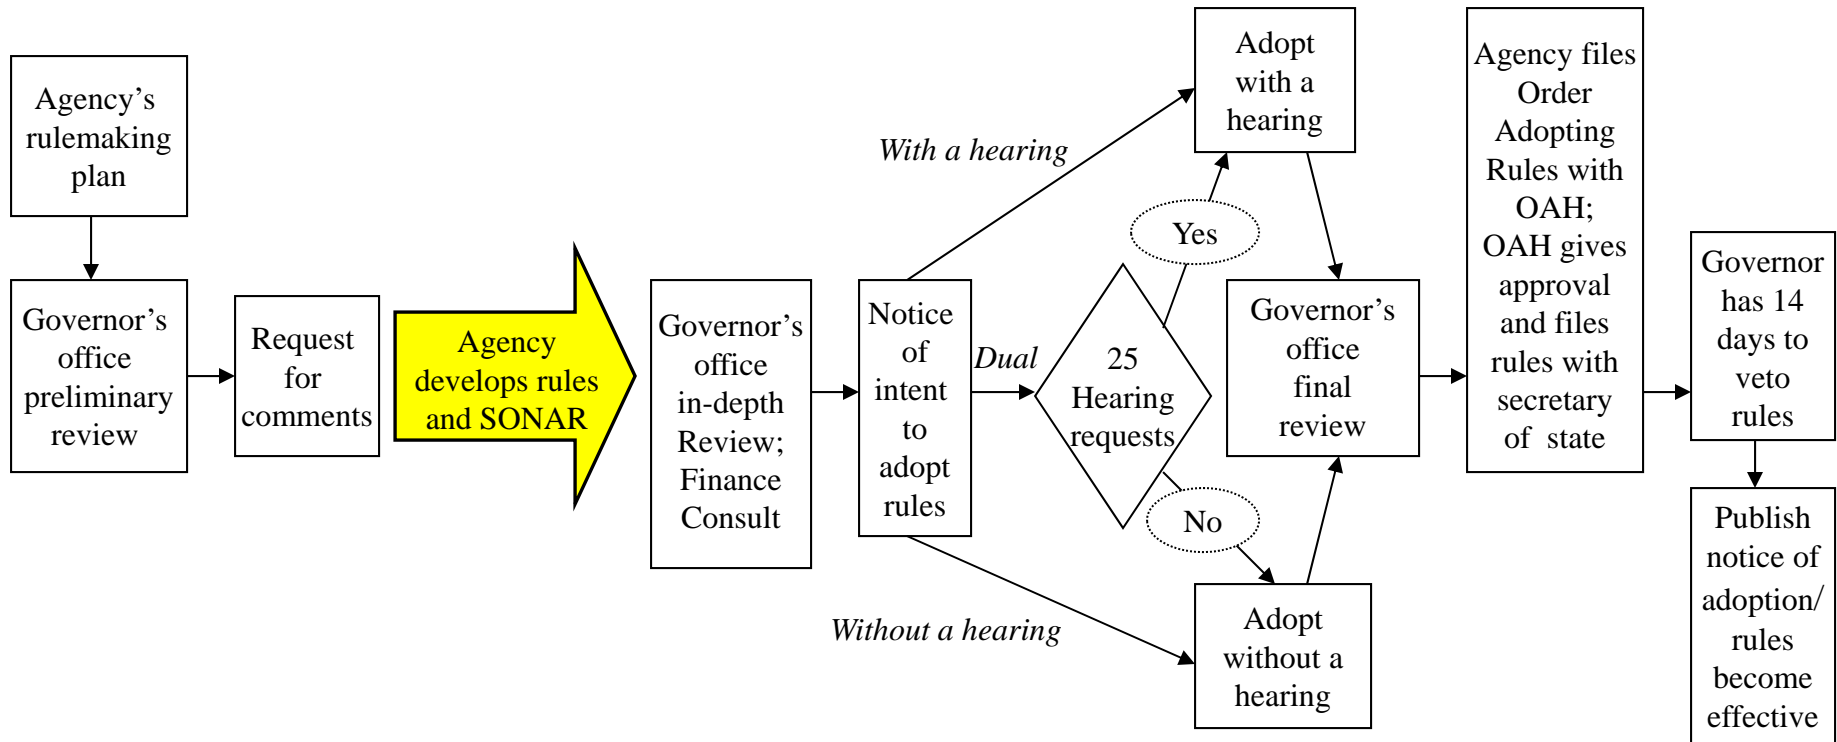 Agency's
rulemaking
plan
Governor's
office
preliminary
review
Request
for
comments
Agency
develops rules
and SONAR
Governor's
office
in-depth
Review;
Finance
Consult
Notice
of
intent
to
adopt
rules
With a hearing
Dual
Without a hearing
25
Hearing
requests
Yes
No
Adopt
with a
hearing
Adopt
without a
hearing
Governor's
office
final
review
Agency files
Order
Adopting
Rules with
OAH;
OAH gives
approval
and files
rules with
secretary
of state
Governor
has 14
days to
veto
rules
Publish
notice of
adoption/
rules
become
effective